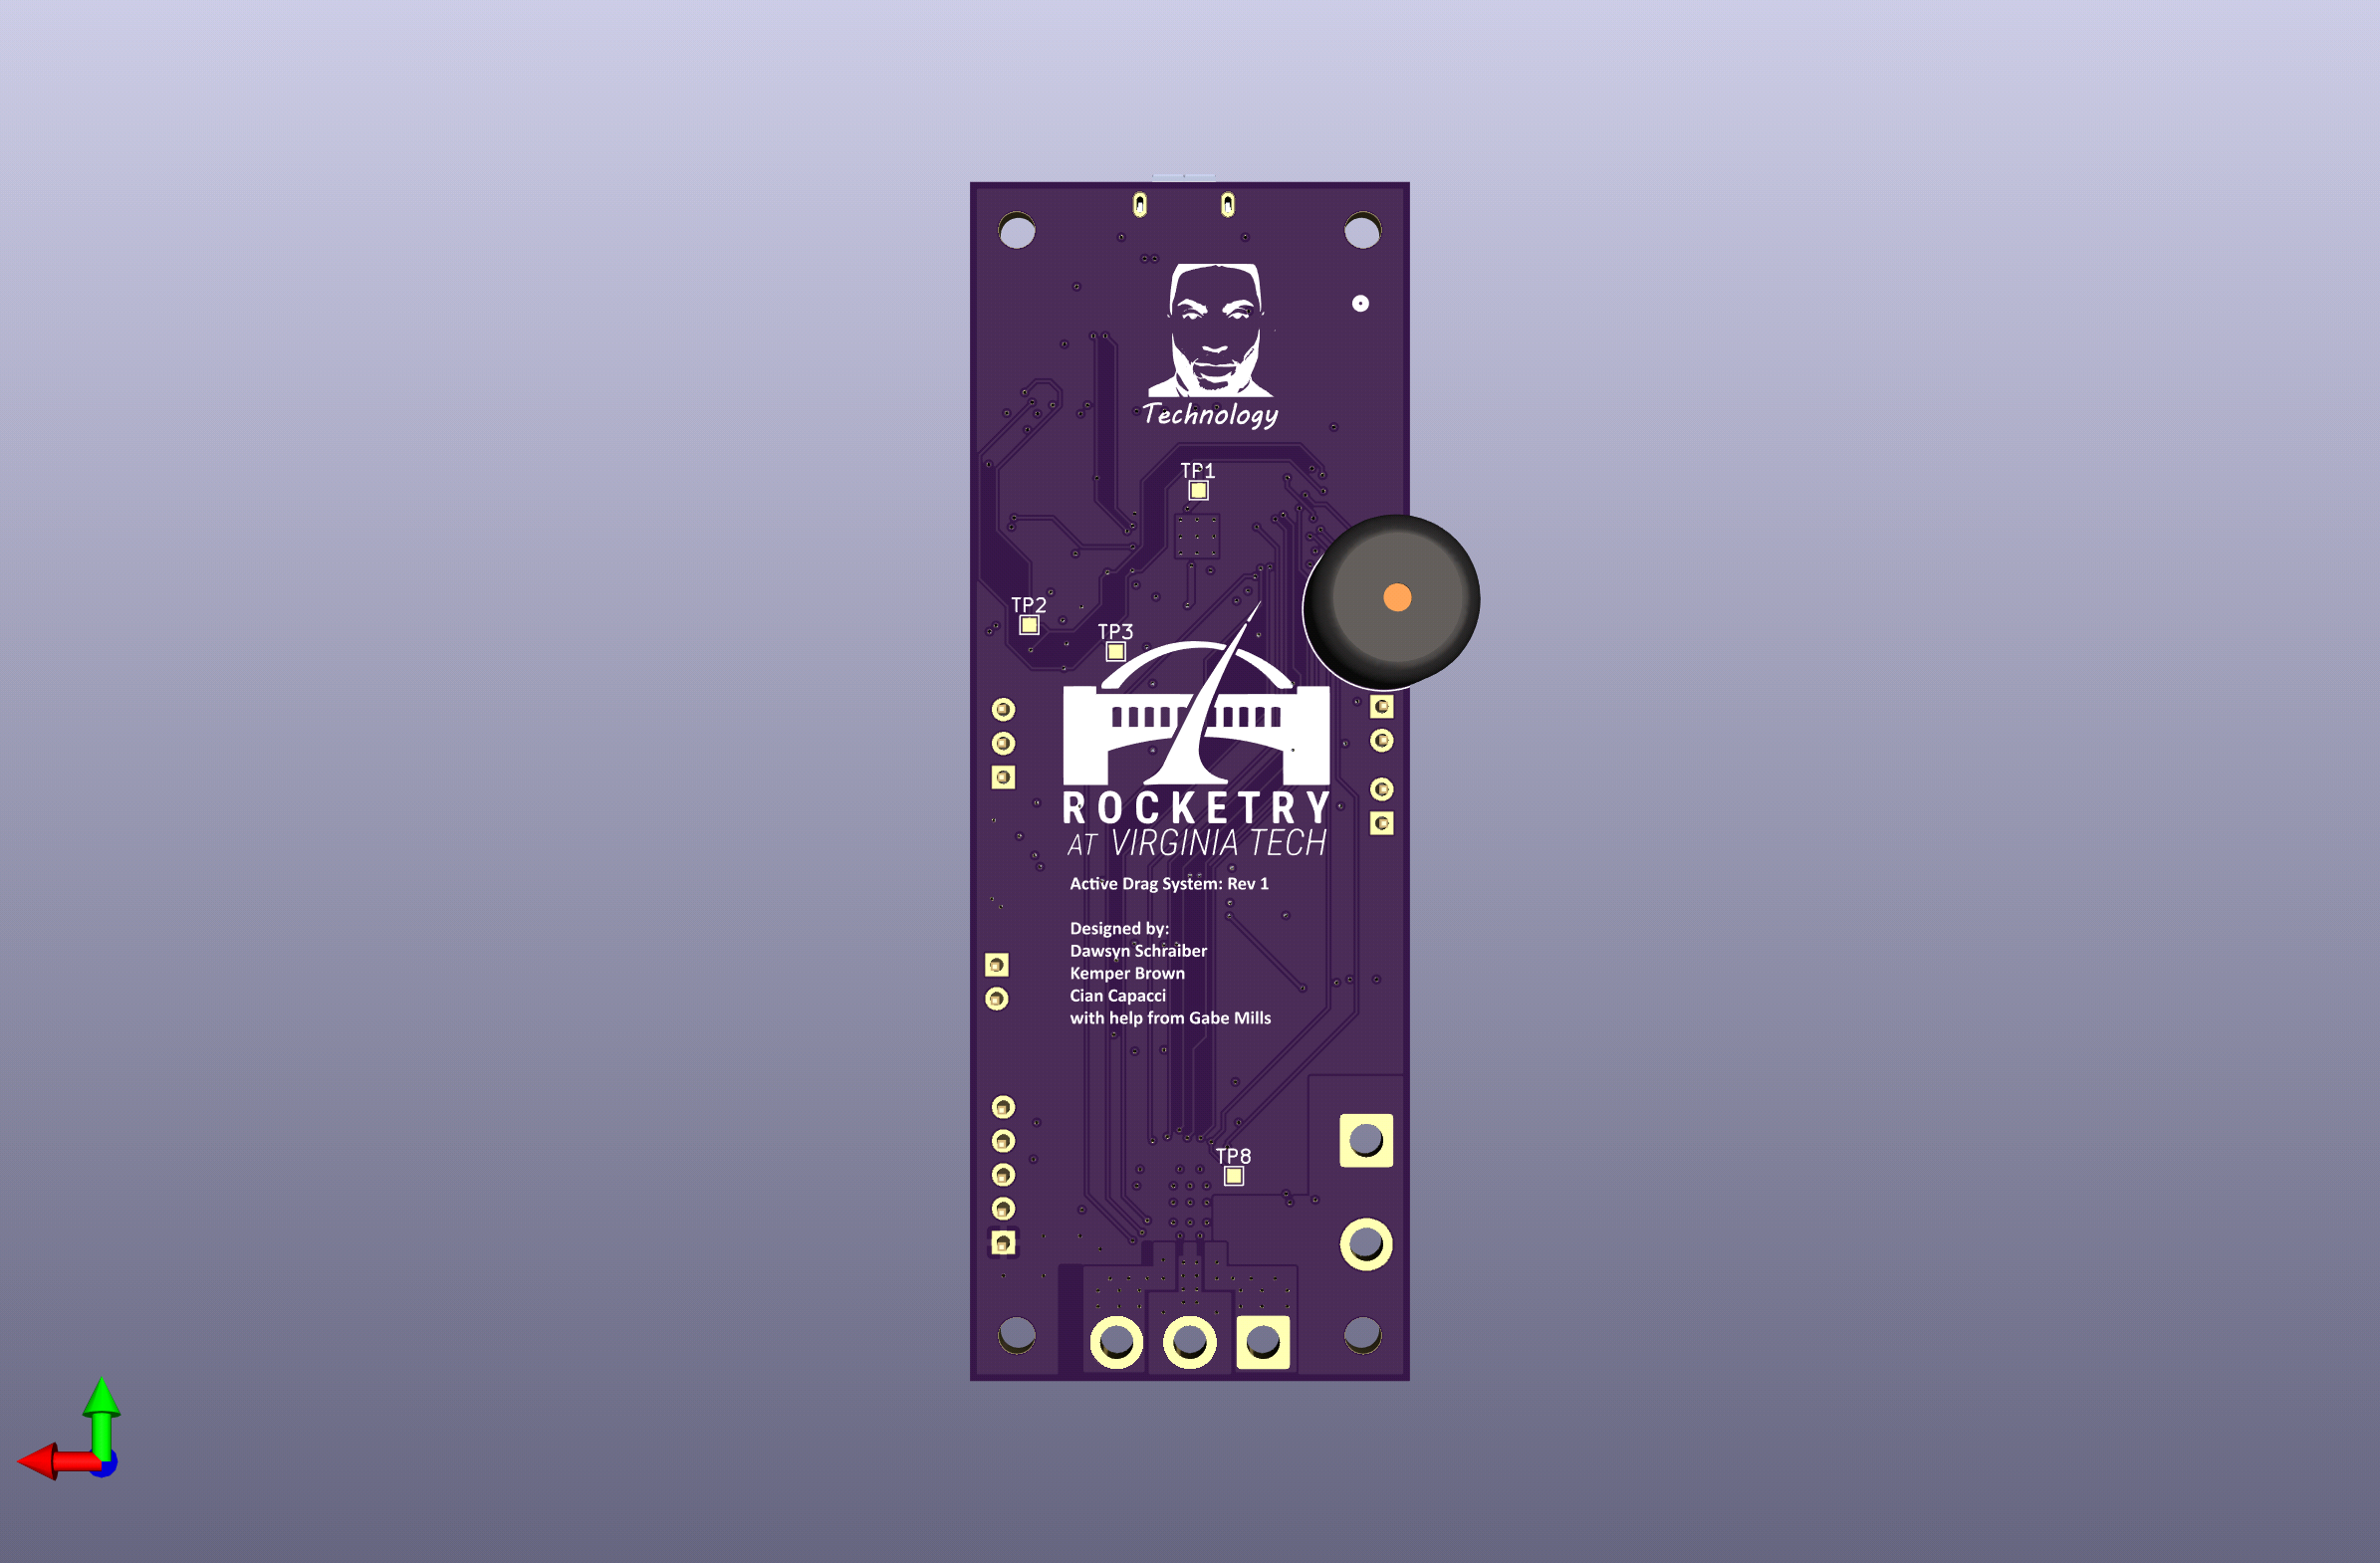 Technology
TP1
TP2
TP3
ROCKETRY
AT VIRGINIA TECH
Active Drag System: Rev 1
Designed by:
Dawsyn Schraiber
Kemper Brown
Cian Capacci
with help from Gabe Mills
TP8